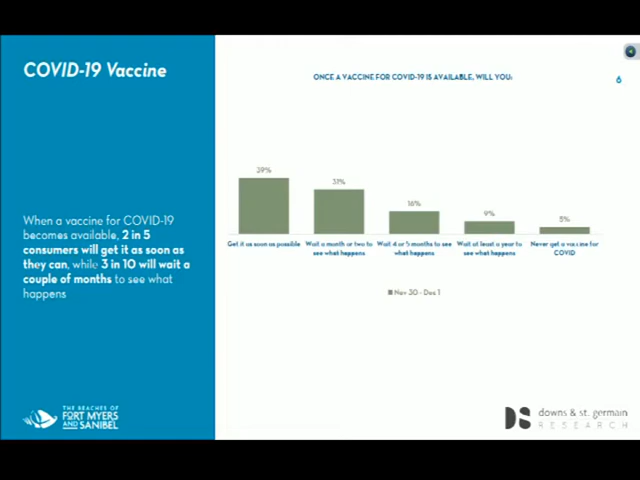 COVID-19 Vaccine
ONCE A VACCINE FOR COVID-19 IS AVAILABLE, WILL YOU:
6
When a vaccine for COVID-19
becomes available, 2 in 5
consumers will get it as soon as
they can, while 3 in 10 will wait a
couple of months to see what
happens
39%
31%
16%
9%
5%
Get it as soon as possible
Wait a month or two to
see what happens
Wait 4 or 5 months to see
what happens
Wait at least a year to
see what happens
Never get a vaccine for
COVID
Nov 30 - Dec 1
THE BEACHES OF
FORT MYERS
AND SANIBEL
DS
downs & st. germain
RESEARCH